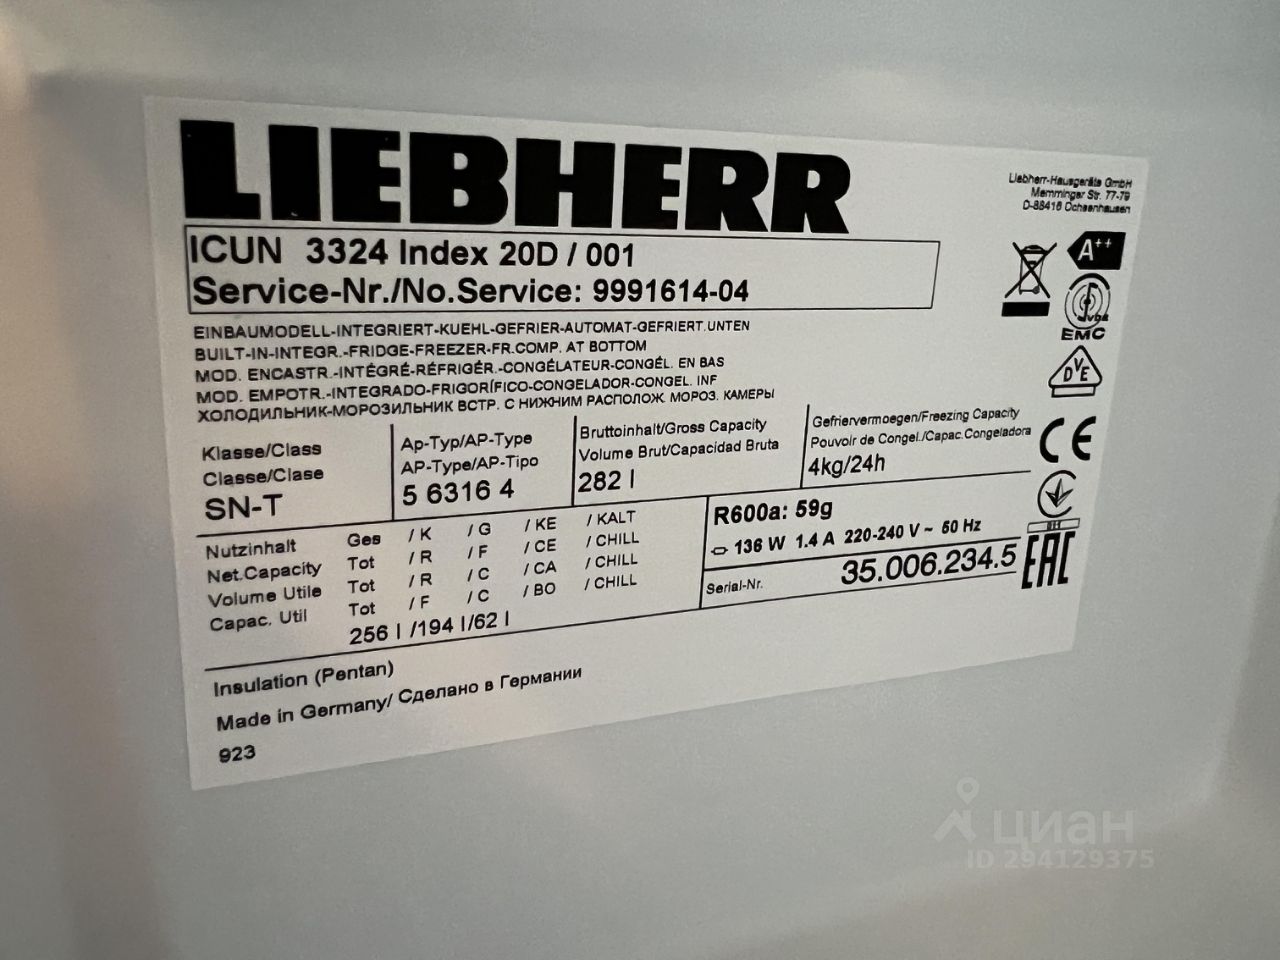 LIEBHERR
Liebherr-Hausgeräte GmbH
Memminger Str. 77-79
D-88416 Ochsenhausen
ICUN 3324 Index 20D / 001
Service-Nr./No.Service: 9991614-04
A++
VDE
EMC
DVE
EINBAUMODELL-INTEGRIERT-KUEHL-GEFRIER-AUTOMAT-GEFRIERT.UNTEN
BUILT-IN-INTEGR.-FRIDGE-FREEZER-FR.COMP. AT BOTTOM
MOD. ENCASTR.-INTÉGRÉ-RÉFRIGÉR.-CONGÉLATEUR-CONGÉL. EN BAS
MOD. EMPOTR.-INTEGRADO-FRIGORÍFICO-CONGELADOR-CONGEL. INF
ХОЛОДИЛЬНИК-МОРОЗИЛЬНИК ВСТР. С НИЖНИМ РАСПОЛОЖ. МОРОЗ. КАМЕРЫ
Klasse/Class
Classe/Clase
SN-T
Ap-Typ/AP-Type
AP-Type/AP-Tipo
5 6316 4
Bruttoinhalt/Gross Capacity
Volume Brut/Capacidad Bruta
282 l
Gefriervermoegen/Freezing Capacity
Pouvoir de Congel./Capac.Congeladora
4kg/24h
CE
Nutzinhalt Ges / K / G / KE / KALT
Net.Capacity Tot / R / F / CE / CHILL
Volume Utile Tot / R / C / CA / CHILL
Capac. Util Tot / F / C / BO / CHILL
256 l /194 l/62 l
R600a: 59g
136 W 1.4 A 220-240 V ~ 50 Hz
Serial-Nr. 35.006.234.5
EAC
Insulation (Pentan)
Made in Germany/ Сделано в Германии
923
циан
ID 294129375